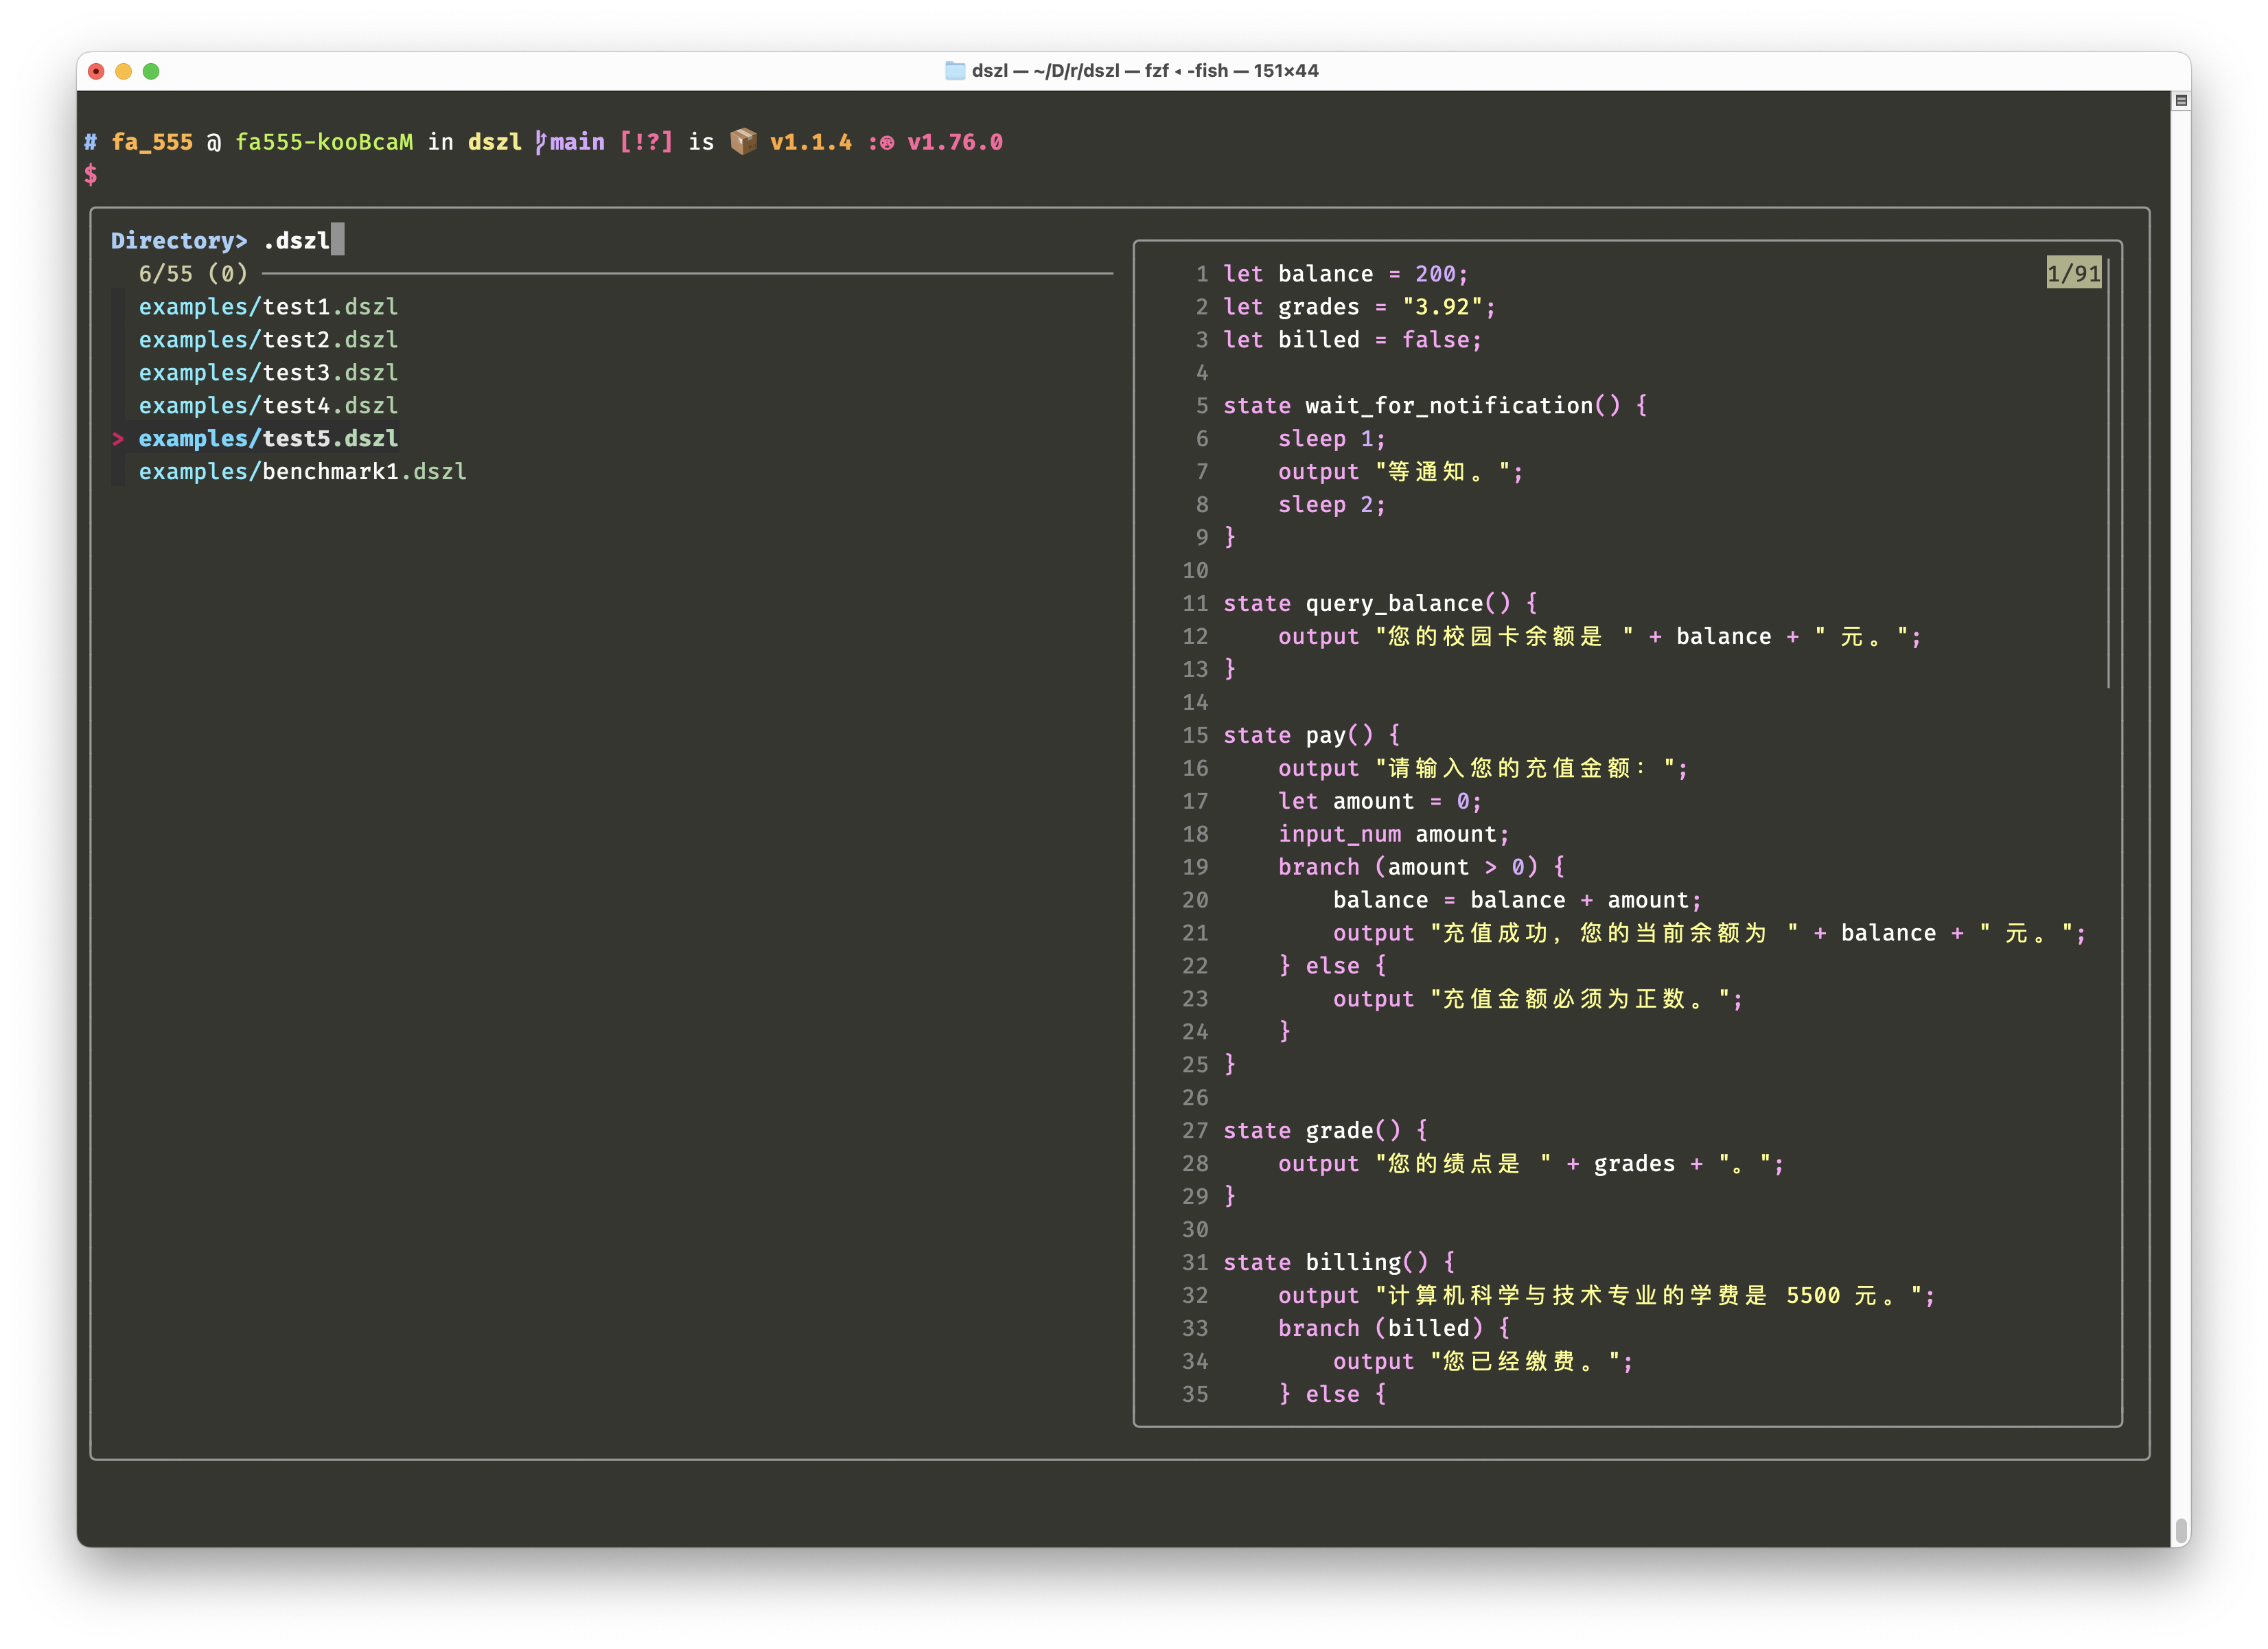 dszl — ~/D/r/dszl — fzf ◂ -fish — 151×44
# fa_555 @ fa555-kooBcaM in dszl main [!?] is 📦 v1.1.4 :® v1.76.0
$
Directory> .dszl
6/55 (0)
examples/test1.dszl
examples/test2.dszl
examples/test3.dszl
examples/test4.dszl
> examples/test5.dszl
examples/benchmark1.dszl
1/91
1 let balance = 200;
2 let grades = "3.92";
3 let billed = false;
4
5 state wait_for_notification() {
6     sleep 1;
7     output "等通知。";
8     sleep 2;
9 }
10
11 state query_balance() {
12     output "您的校园卡余额是 " + balance + " 元。";
13 }
14
15 state pay() {
16     output "请输入您的充值金额：";
17     let amount = 0;
18     input_num amount;
19     branch (amount > 0) {
20         balance = balance + amount;
21         output "充值成功，您的当前余额为 " + balance + " 元。";
22     } else {
23         output "充值金额必须为正数。";
24     }
25 }
26
27 state grade() {
28     output "您的绩点是 " + grades + "。";
29 }
30
31 state billing() {
32     output "计算机科学与技术专业的学费是 5500 元。";
33     branch (billed) {
34         output "您已经缴费。";
35     } else {